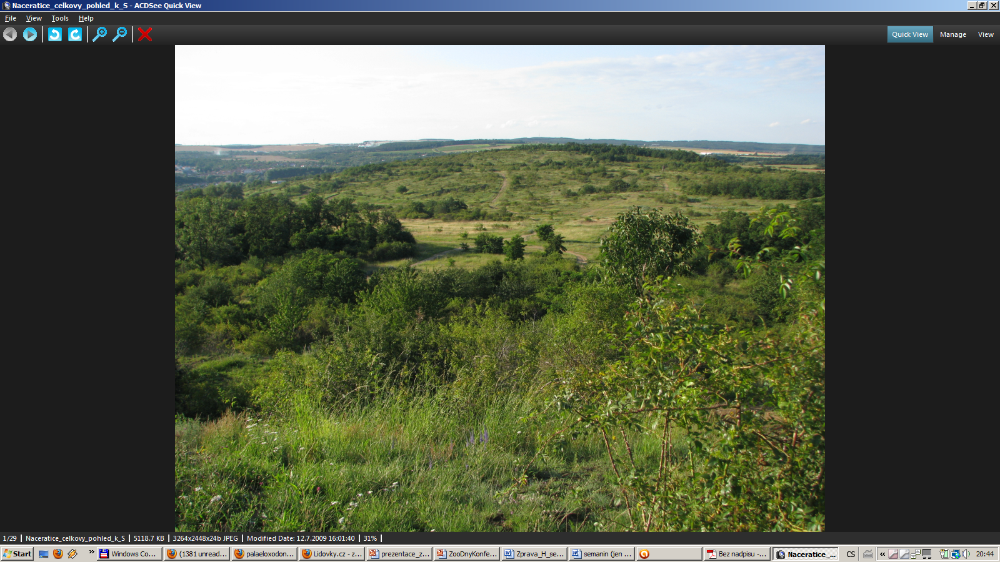 Naceratice_celkovy_pohled_k_S - ACDSee Quick View
File View Tools Help
Quick View Manage View
1/29 | Naceratice_celkovy_pohled_k_S | 5118.7 KB | 3264x2448x24b JPEG | Modified Date: 12.7.2009 16:01:40 | 31% |
Start » Windows Co... (1381 unread... palaeloxodon... Lidovky.cz - z... prezentace_z... ZooDnyKonfe... Zprava_H_se... semanin (jen ... Bez nadpisu -... Naceratice_... CS « 20:44